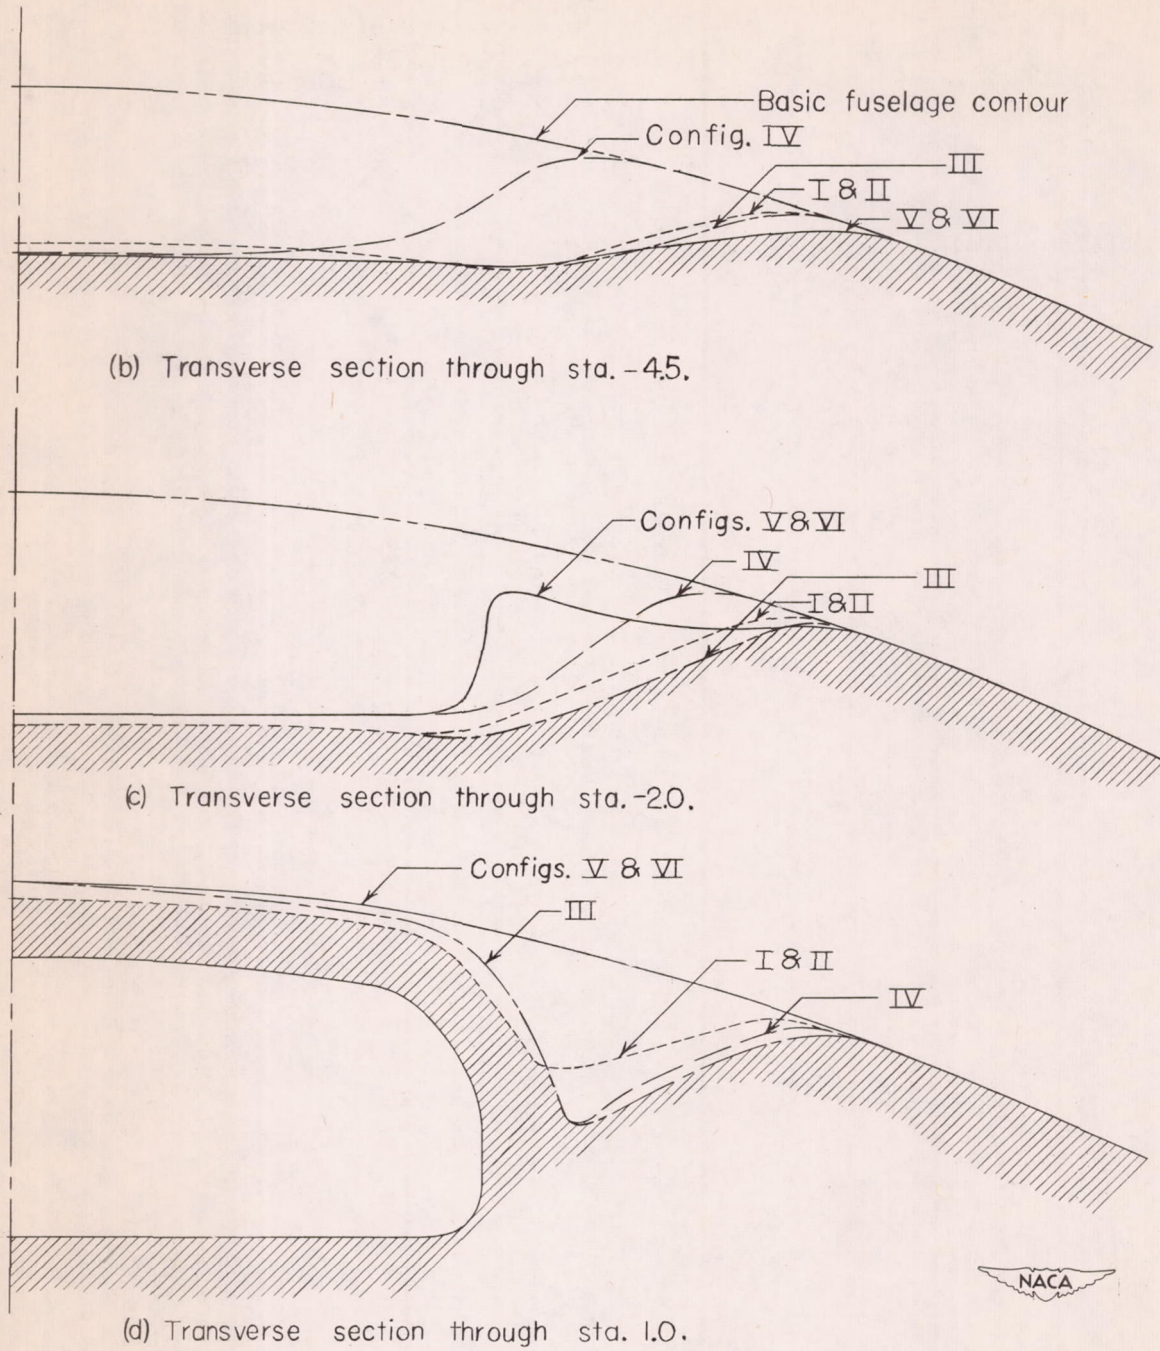 Basic fuselage contour
Config. IV
III
I & II
V & VI
(b) Transverse section through sta. -4.5.
Configs. V & VI
IV
III
I & II
(c) Transverse section through sta. -2.0.
Configs. V & VI
III
I & II
IV
NACA
(d) Transverse section through sta. 1.0.